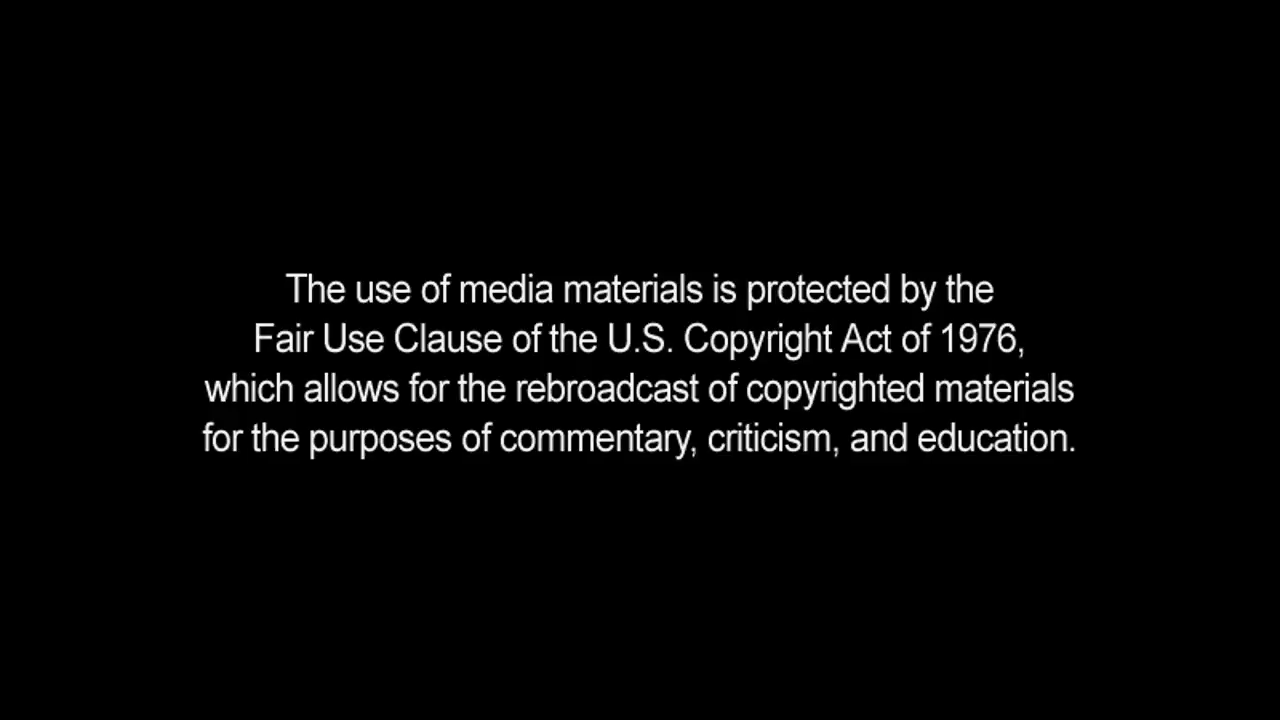 The use of media materials is protected by the
Fair Use Clause of the U.S. Copyright Act of 1976,
which allows for the rebroadcast of copyrighted materials
for the purposes of commentary, criticism, and education.